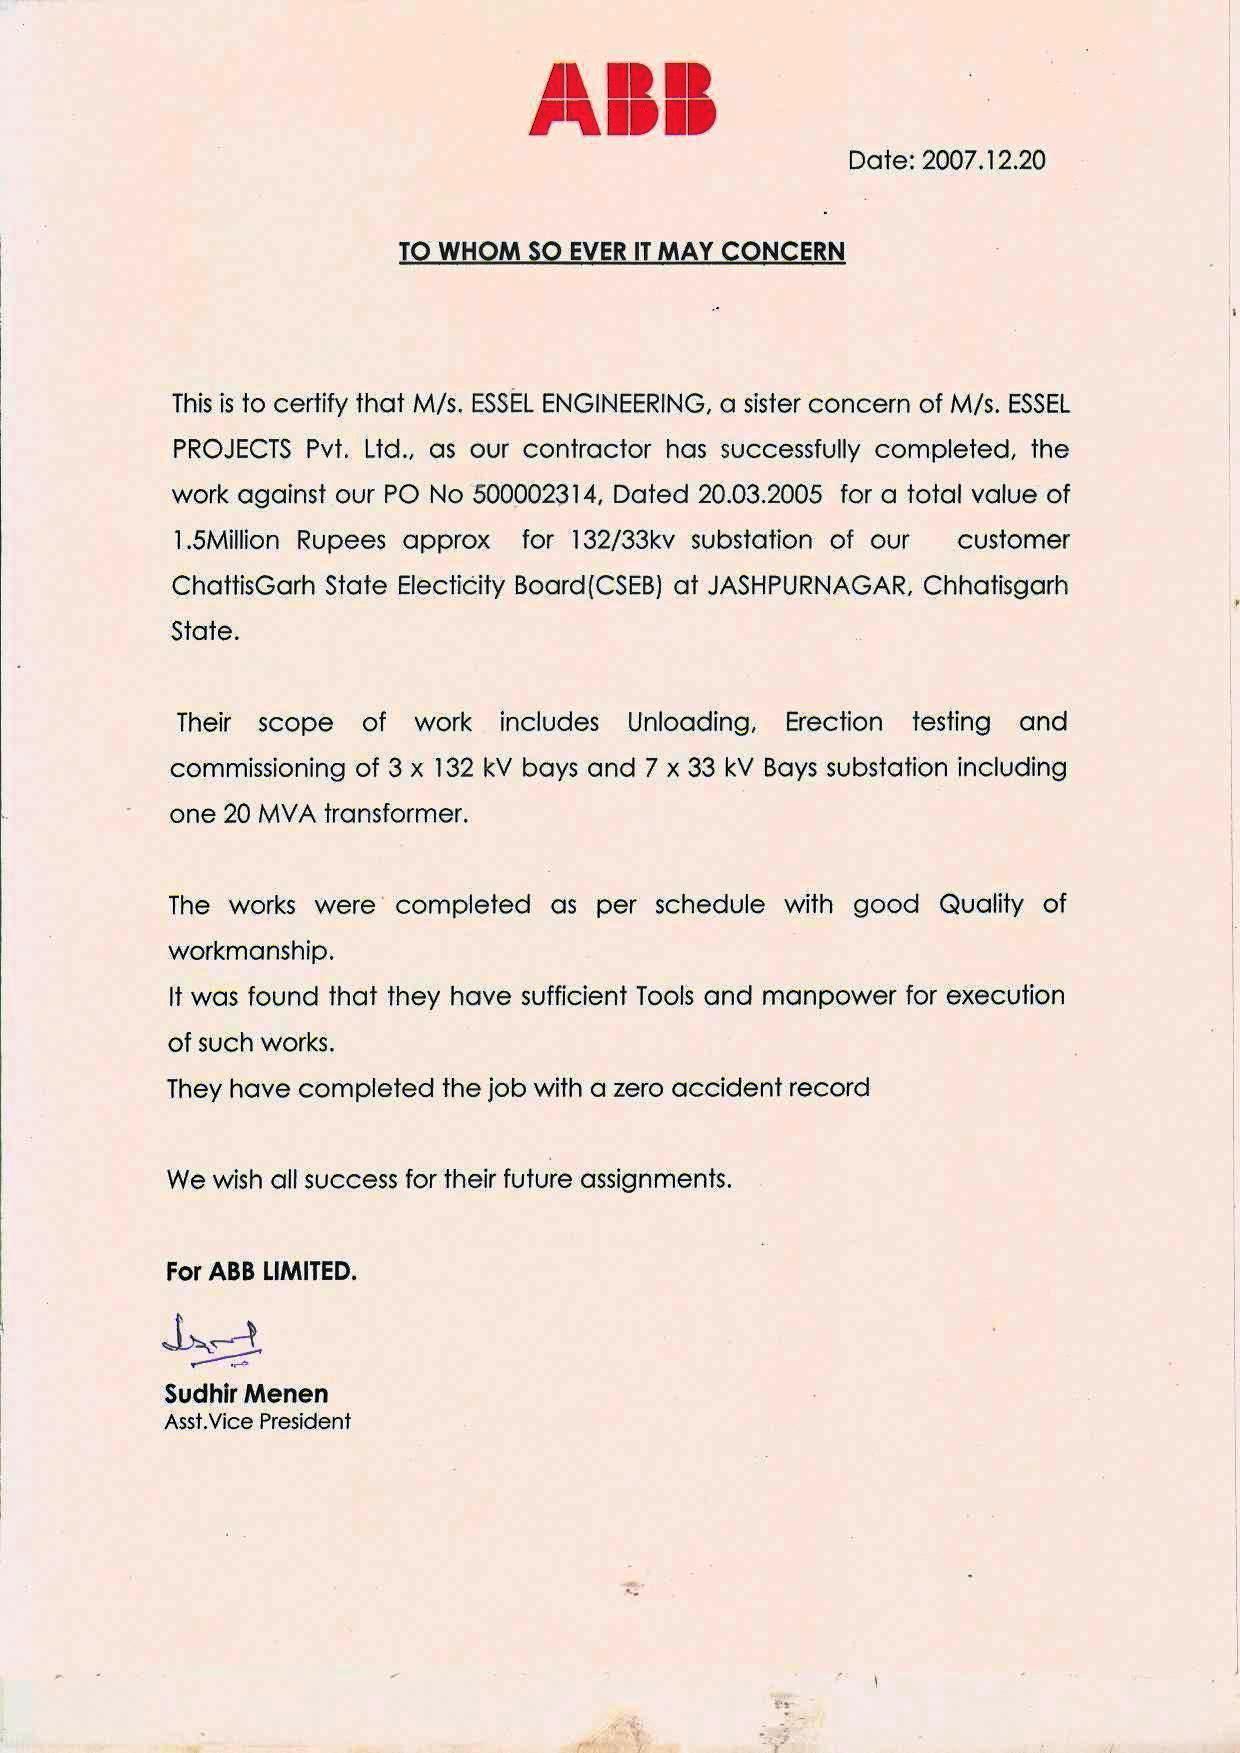 ABB
Date: 2007.12.20
TO WHOM SO EVER IT MAY CONCERN
This is to certify that M/s. ESSEL ENGINEERING, a sister concern of M/s. ESSEL
PROJECTS Pvt. Ltd., as our contractor has successfully completed, the
work against our PO No 500002314, Dated 20.03.2005 for a total value of
1.5Million Rupees approx for 132/33kv substation of our customer
ChattisGarh State Electicity Board(CSEB) at JASHPURNAGAR, Chhatisgarh
State.
Their scope of work includes Unloading, Erection testing and
commissioning of 3 x 132 kV bays and 7 x 33 kV Bays substation including
one 20 MVA transformer.
The works were completed as per schedule with good Quality of
workmanship.
It was found that they have sufficient Tools and manpower for execution
of such works.
They have completed the job with a zero accident record
We wish all success for their future assignments.
For ABB LIMITED.
Sudhir Menen
Asst.Vice President